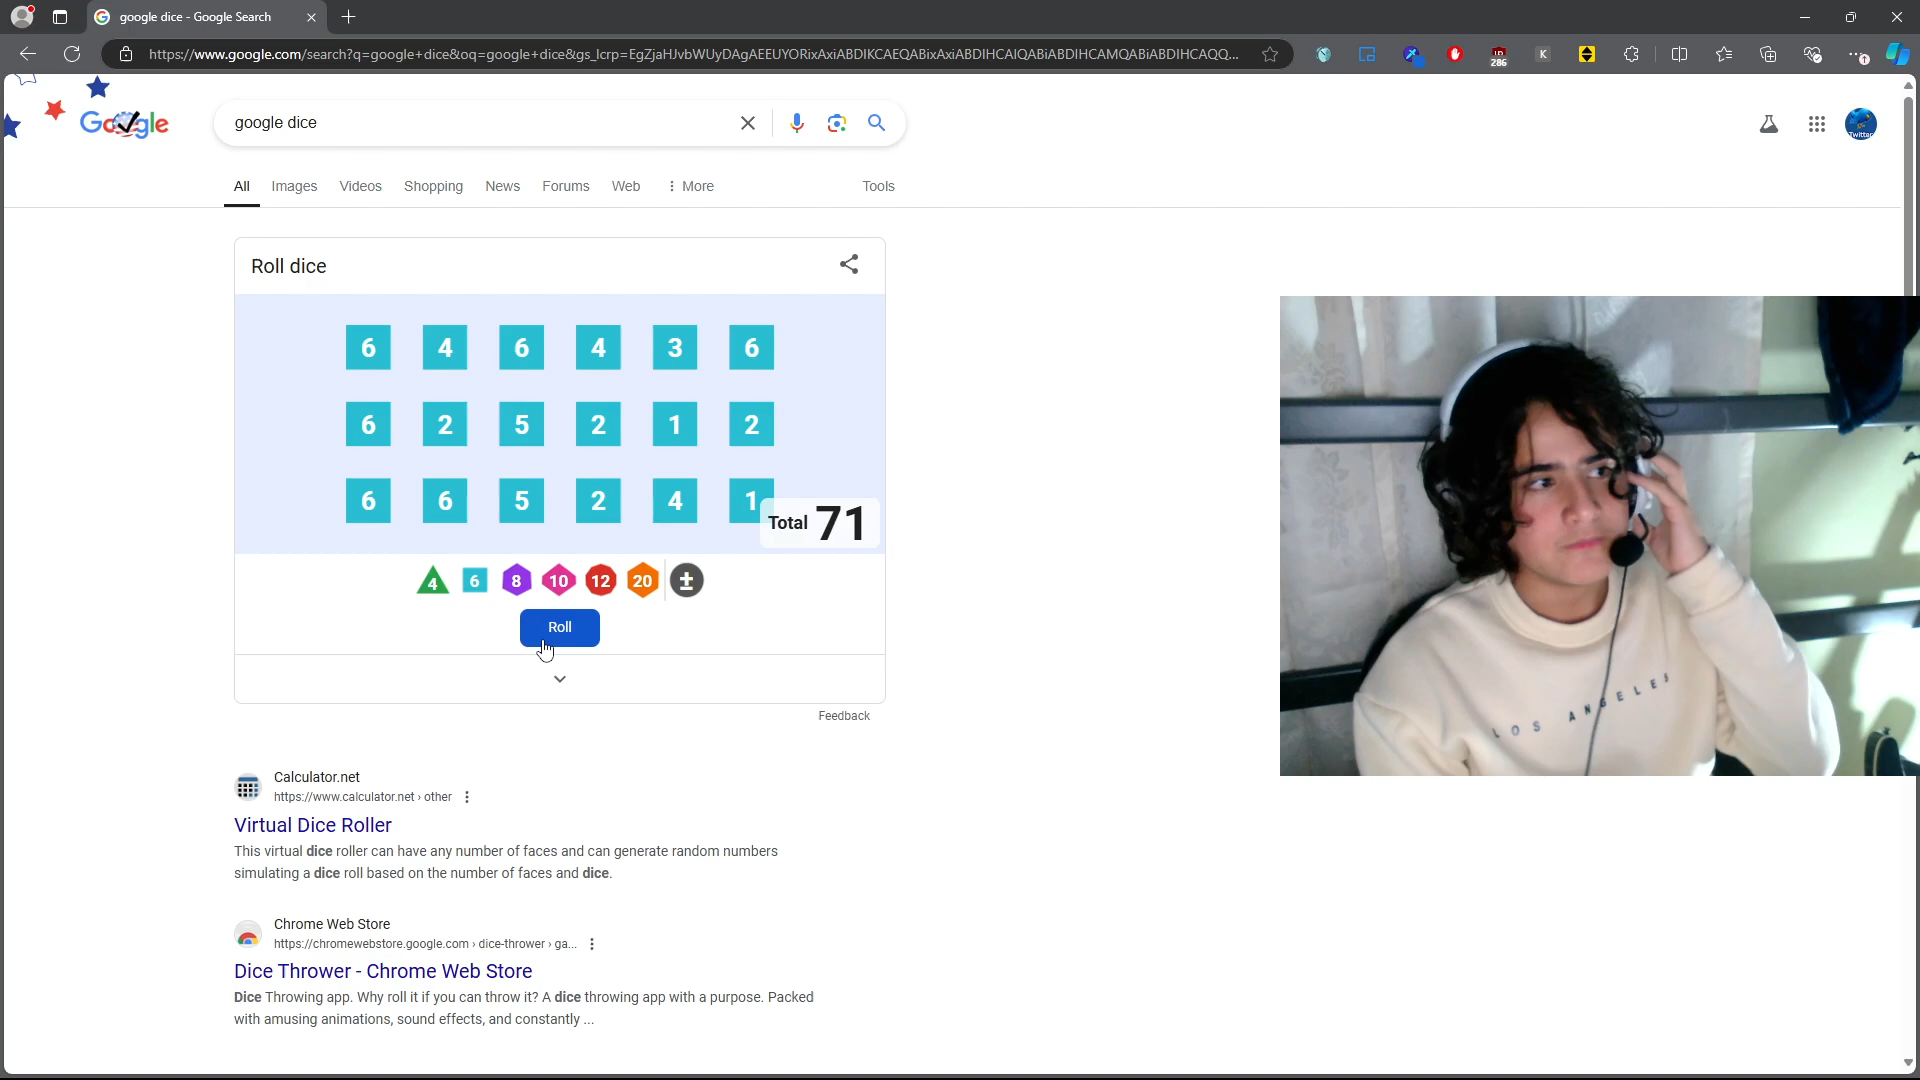 google dice - Google Search
https://www.google.com/search?q=google+dice&oq=google+dice&gs_lcrp=EgZjaHJvbWUyDAgAEEUYORixAxiABDIKCAEQABixAxiABDIHCAIQABiABDIHCAMQABiABDIHCAQQ...
286
K
Google
google dice
Twitter
All Images Videos Shopping News Forums Web More Tools
Roll dice
6 4 6 4 3 6
6 2 5 2 1 2
6 6 5 2 4 1
Total 71
4 6 8 10 12 20 ±
Roll
Feedback
Calculator.net
https://www.calculator.net › other
Virtual Dice Roller
This virtual dice roller can have any number of faces and can generate random numbers
simulating a dice roll based on the number of faces and dice.
Chrome Web Store
https://chromewebstore.google.com › dice-thrower › ga...
Dice Thrower - Chrome Web Store
Dice Throwing app. Why roll it if you can throw it? A dice throwing app with a purpose. Packed
with amusing animations, sound effects, and constantly ...
LOS ANGELES